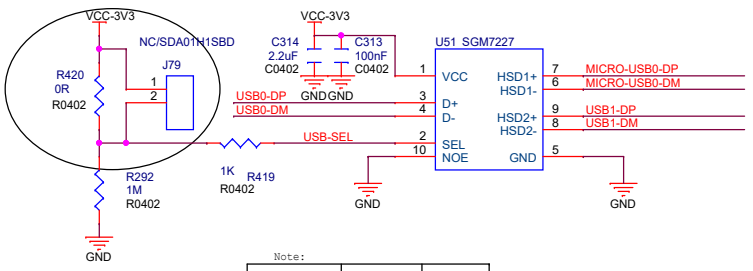 VCC-3V3
NC/SDA01H1SBD
J79
R420
0R
R0402
1
2
R292
1M
R0402
GND
1K
R0402
R419
USB-SEL
VCC-3V3
C314
2.2uF
C0402
C313
100nF
C0402
GND
GND
USB0-DP
USB0-DM
U51 SGM7227
1 VCC
3 D+
4 D-
2 SEL
10 NOE
HSD1+ 7 MICRO-USB0-DP
HSD1- 6 MICRO-USB0-DM
HSD2+ 9 USB1-DP
HSD2- 8 USB1-DM
GND 5
GND
GND
Note: